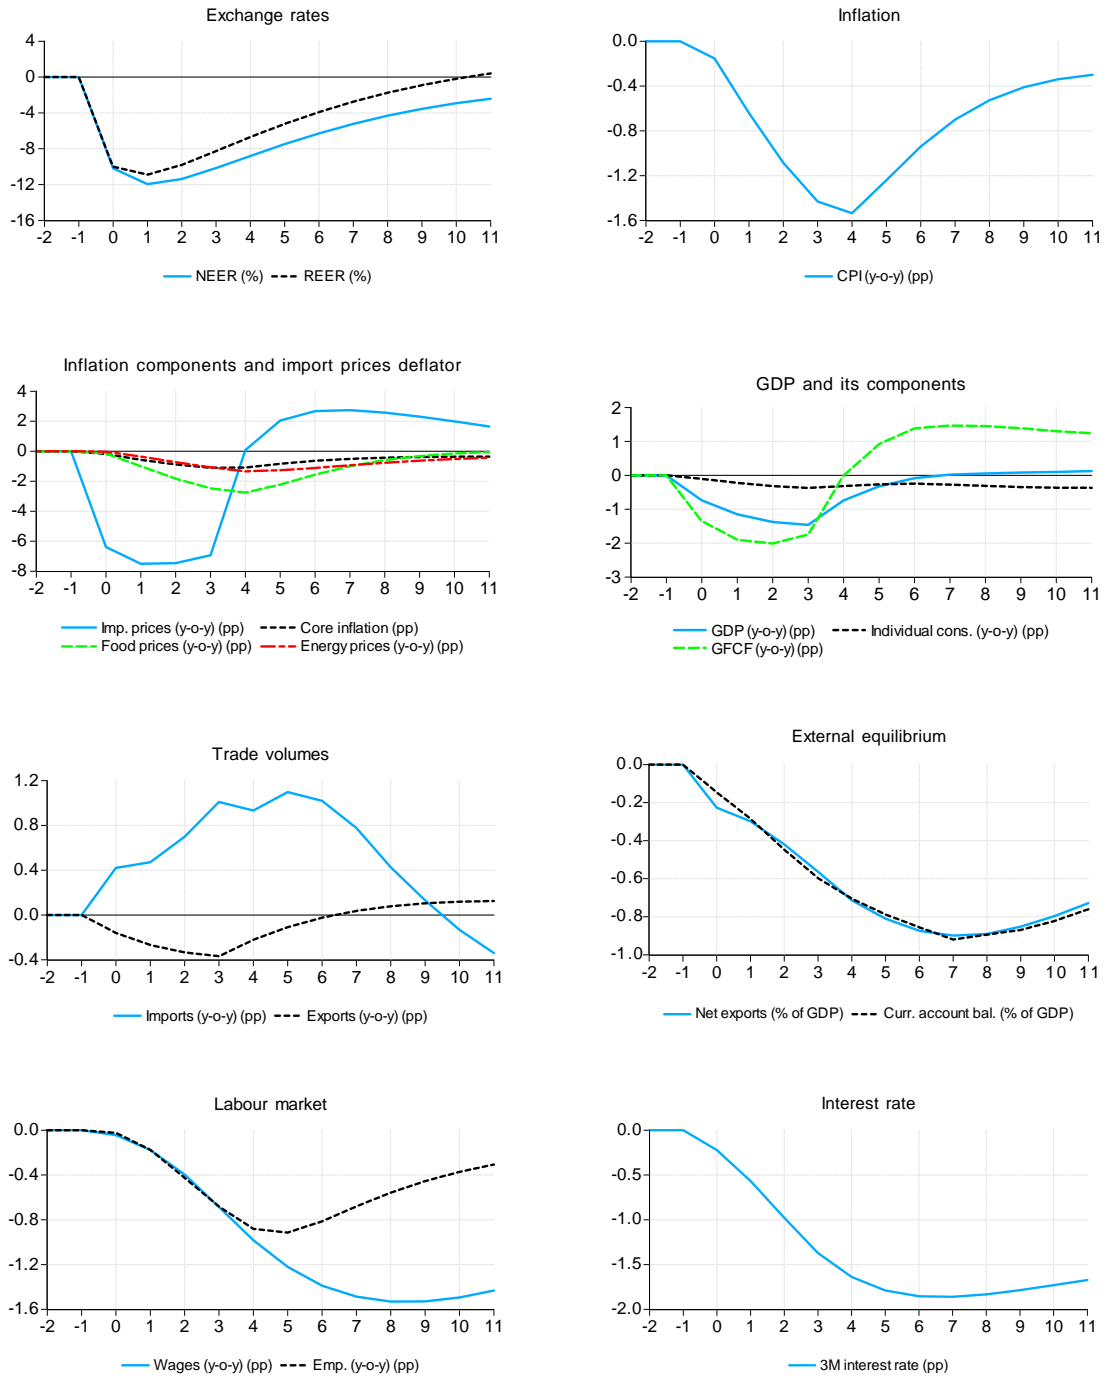 Exchange rates
4
0
-4
-8
-12
-16
-2 -1 0 1 2 3 4 5 6 7 8 9 10 11
NEER (%) REER (%)
Inflation
0.0
-0.4
-0.8
-1.2
-1.6
-2 -1 0 1 2 3 4 5 6 7 8 9 10 11
CPI (y-o-y) (pp)
Inflation components and import prices deflator
4
2
0
-2
-4
-6
-8
-2 -1 0 1 2 3 4 5 6 7 8 9 10 11
Imp. prices (y-o-y) (pp) Core inflation (pp)
Food prices (y-o-y) (pp) Energy prices (y-o-y) (pp)
GDP and its components
2
1
0
-1
-2
-3
-2 -1 0 1 2 3 4 5 6 7 8 9 10 11
GDP (y-o-y) (pp) Individual cons. (y-o-y) (pp)
GFCF (y-o-y) (pp)
Trade volumes
1.2
0.8
0.4
0.0
-0.4
-2 -1 0 1 2 3 4 5 6 7 8 9 10 11
Imports (y-o-y) (pp) Exports (y-o-y) (pp)
External equilibrium
0.0
-0.2
-0.4
-0.6
-0.8
-1.0
-2 -1 0 1 2 3 4 5 6 7 8 9 10 11
Net exports (% of GDP) Curr. account bal. (% of GDP)
Labour market
0.0
-0.4
-0.8
-1.2
-1.6
-2 -1 0 1 2 3 4 5 6 7 8 9 10 11
Wages (y-o-y) (pp) Emp. (y-o-y) (pp)
Interest rate
0.0
-0.5
-1.0
-1.5
-2.0
-2 -1 0 1 2 3 4 5 6 7 8 9 10 11
3M interest rate (pp)